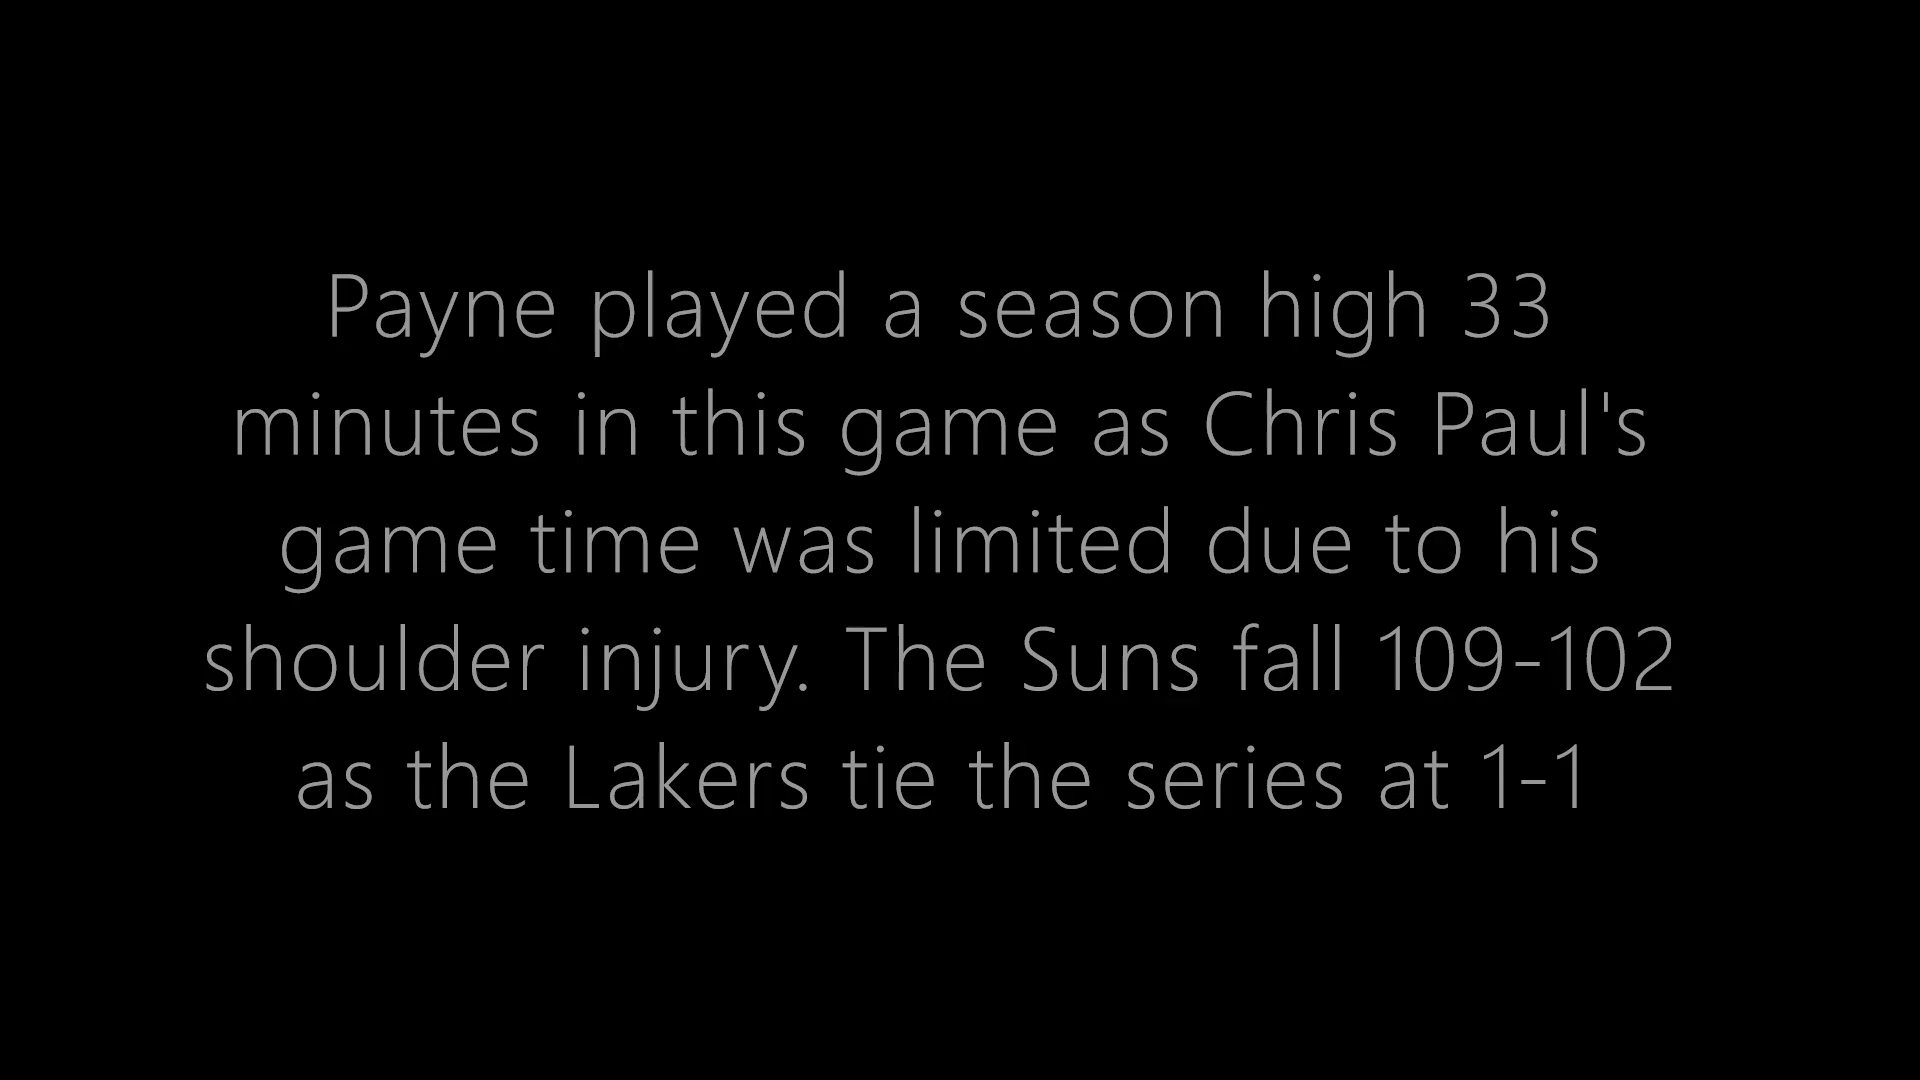 Payne played a season high 33
minutes in this game as Chris Paul's
game time was limited due to his
shoulder injury. The Suns fall 109-102
as the Lakers tie the series at 1-1